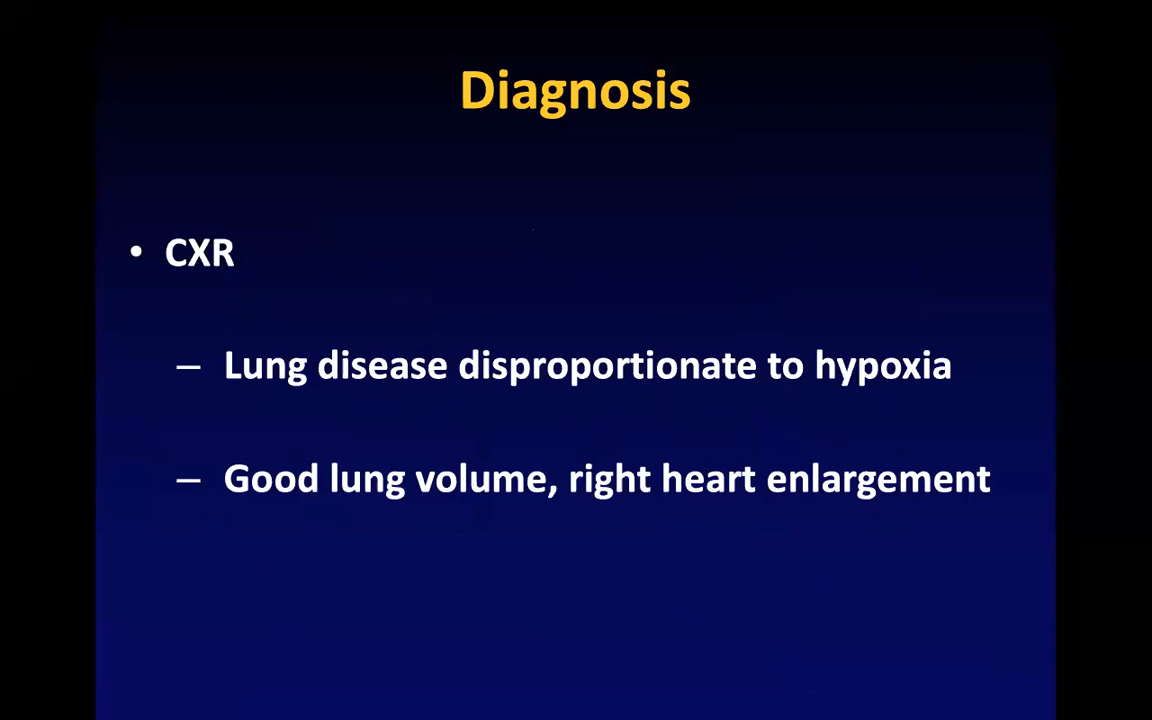 Diagnosis
• CXR
– Lung disease disproportionate to hypoxia
– Good lung volume, right heart enlargement